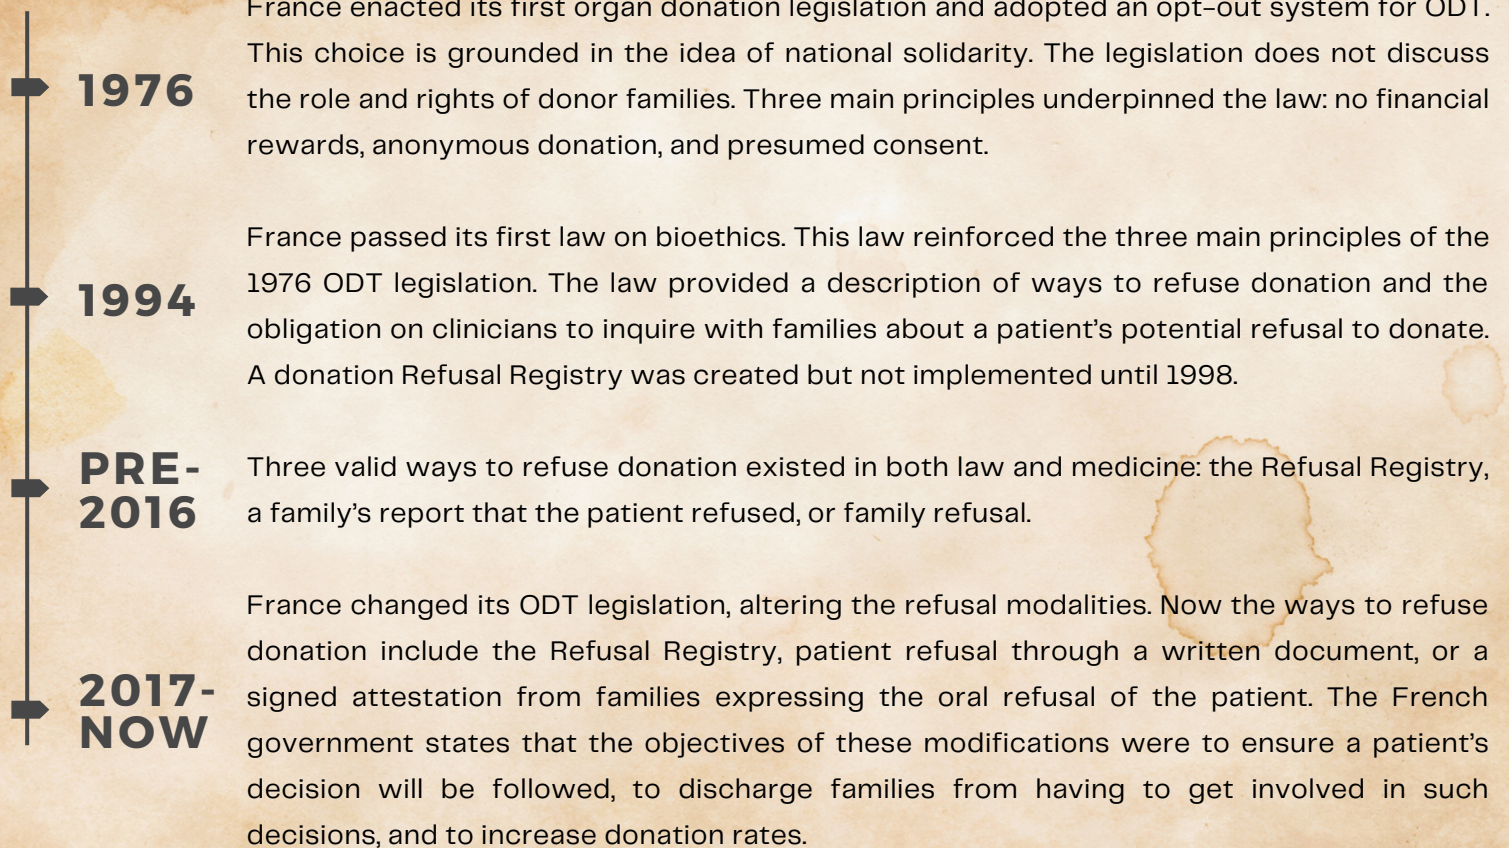 1976
France enacted its first organ donation legislation and adopted an opt-out system for ODT.
This choice is grounded in the idea of national solidarity. The legislation does not discuss
the role and rights of donor families. Three main principles underpinned the law: no financial
rewards, anonymous donation, and presumed consent.
1994
France passed its first law on bioethics. This law reinforced the three main principles of the
1976 ODT legislation. The law provided a description of ways to refuse donation and the
obligation on clinicians to inquire with families about a patient's potential refusal to donate.
A donation Refusal Registry was created but not implemented until 1998.
PRE-
2016
Three valid ways to refuse donation existed in both law and medicine: the Refusal Registry,
a family's report that the patient refused, or family refusal.
2017-
NOW
France changed its ODT legislation, altering the refusal modalities. Now the ways to refuse
donation include the Refusal Registry, patient refusal through a written document, or a
signed attestation from families expressing the oral refusal of the patient. The French
government states that the objectives of these modifications were to ensure a patient's
decision will be followed, to discharge families from having to get involved in such
decisions, and to increase donation rates.